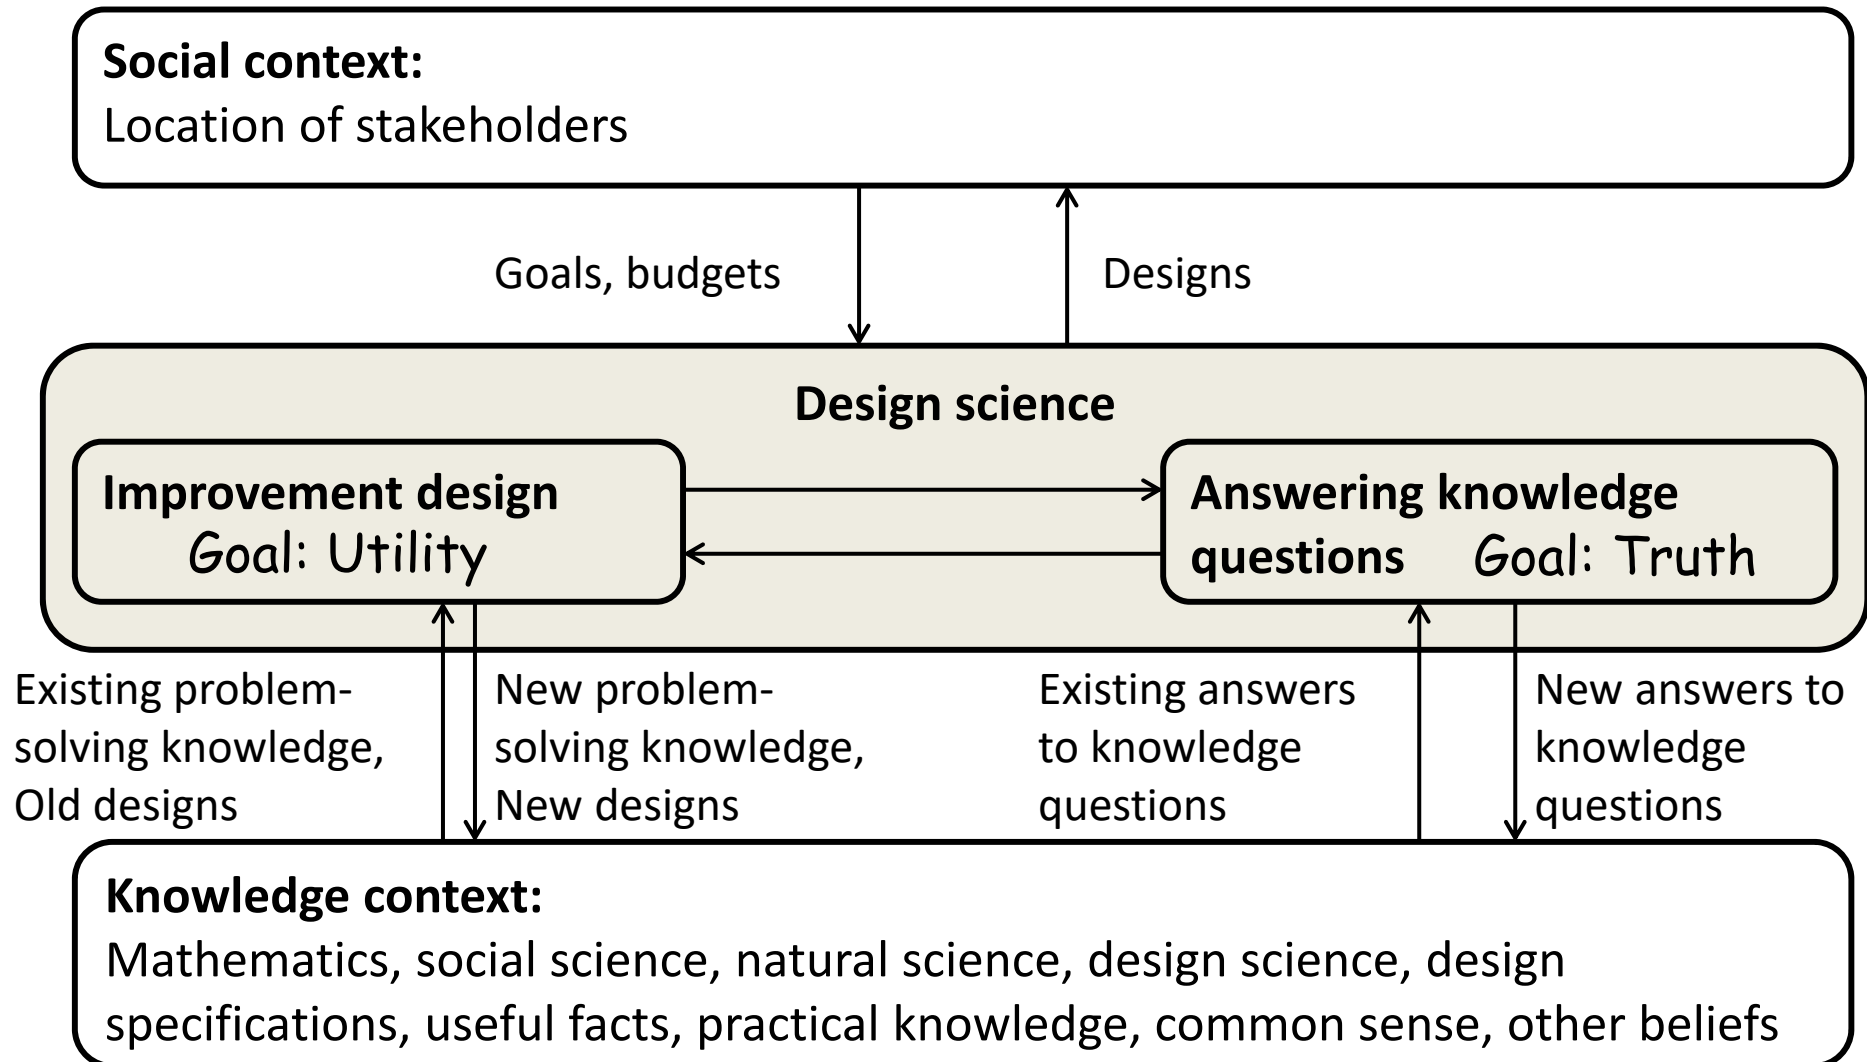 Social context:
Location of stakeholders
Goals, budgets
Designs
Design science
Improvement design
Goal: Utility
Answering knowledge
questions Goal: Truth
Existing problem-
solving knowledge,
Old designs
New problem-
solving knowledge,
New designs
Existing answers
to knowledge
questions
New answers to
knowledge
questions
Knowledge context:
Mathematics, social science, natural science, design science, design
specifications, useful facts, practical knowledge, common sense, other beliefs